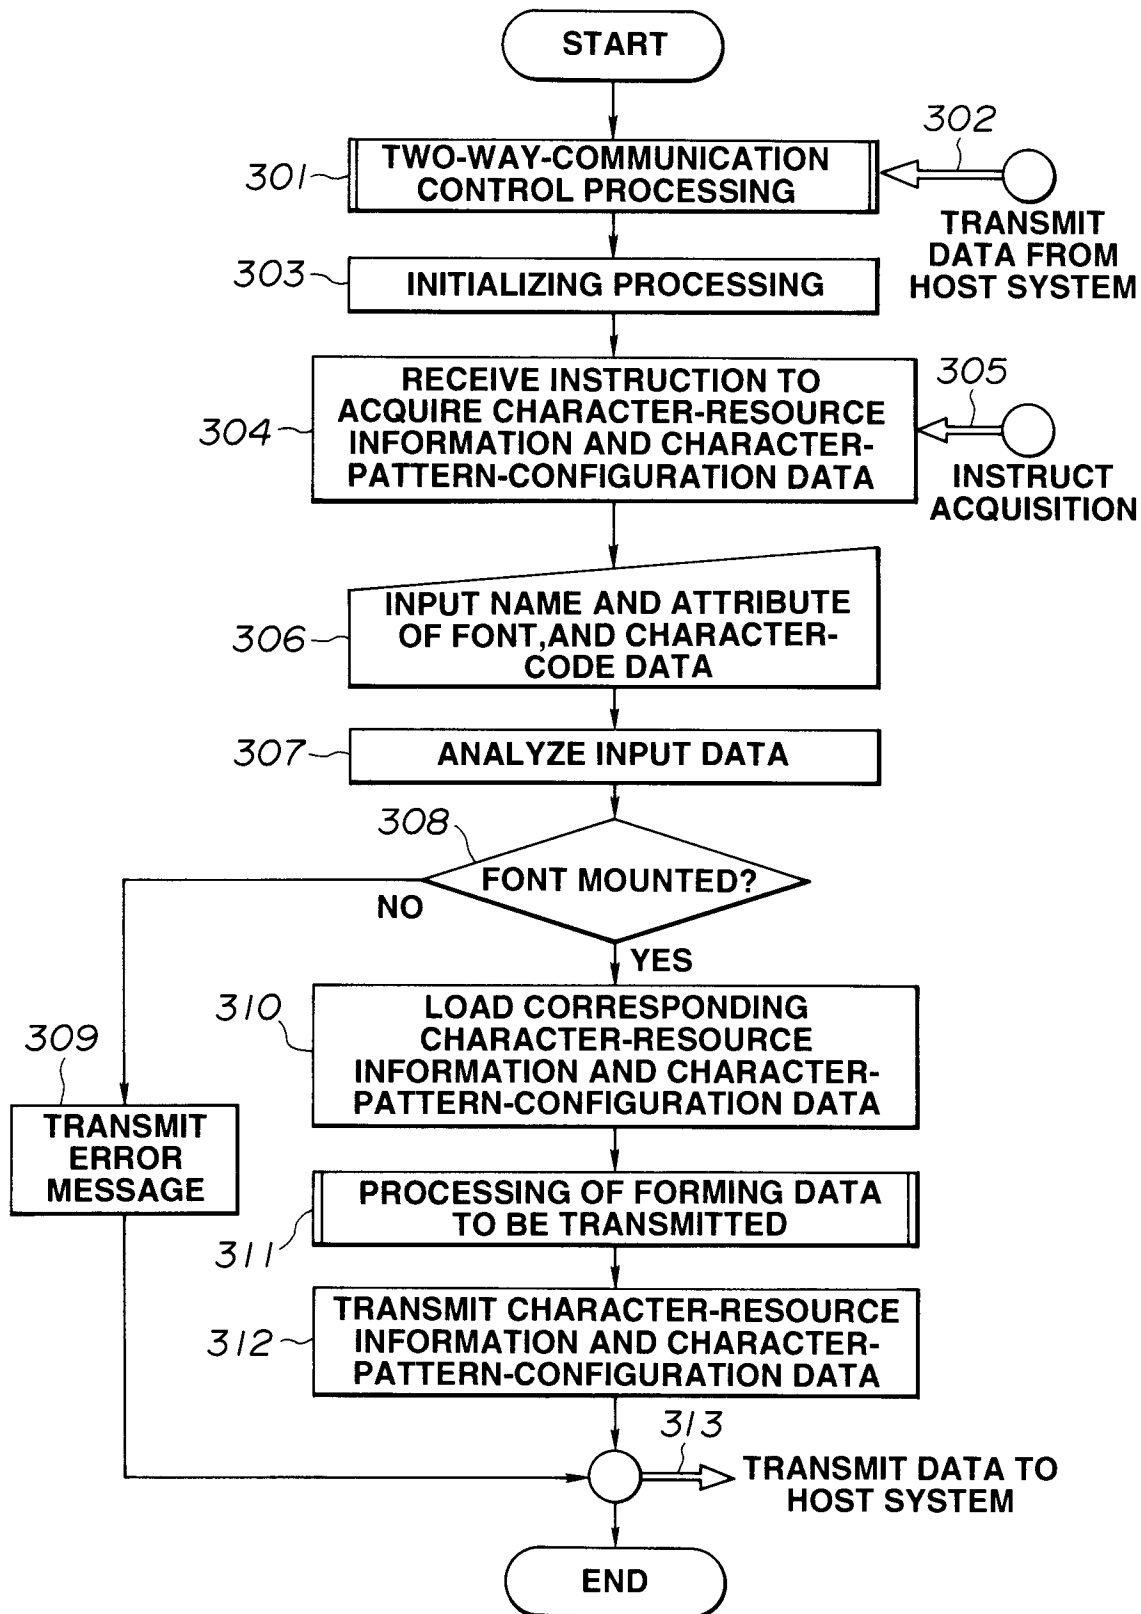 START
302
301
TWO-WAY-COMMUNICATION
CONTROL PROCESSING
TRANSMIT
DATA FROM
HOST SYSTEM
303
INITIALIZING PROCESSING
304
RECEIVE INSTRUCTION TO
ACQUIRE CHARACTER-RESOURCE
INFORMATION AND CHARACTER-
PATTERN-CONFIGURATION DATA
305
INSTRUCT
ACQUISITION
306
INPUT NAME AND ATTRIBUTE
OF FONT,AND CHARACTER-
CODE DATA
307
ANALYZE INPUT DATA
308
FONT MOUNTED?
NO
YES
310
LOAD CORRESPONDING
CHARACTER-RESOURCE
INFORMATION AND CHARACTER-
PATTERN-CONFIGURATION DATA
309
TRANSMIT
ERROR
MESSAGE
311
PROCESSING OF FORMING DATA
TO BE TRANSMITTED
312
TRANSMIT CHARACTER-RESOURCE
INFORMATION AND CHARACTER-
PATTERN-CONFIGURATION DATA
313
TRANSMIT DATA TO
HOST SYSTEM
END